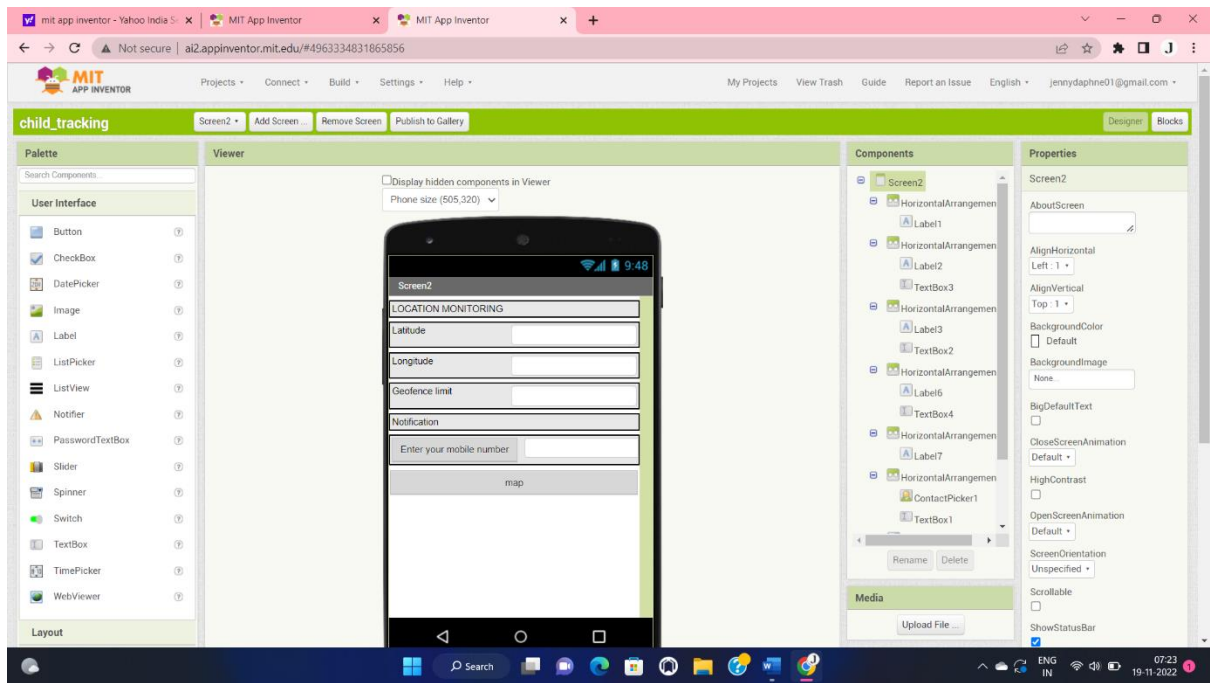 mit app inventor - Yahoo India Se
MIT App Inventor
MIT App Inventor
Not secure | ai2.appinventor.mit.edu/#4963334831865856
MIT
APP INVENTOR
Projects Connect Build Settings Help
My Projects View Trash Guide Report an Issue English jennydaphne01@gmail.com
child_tracking
Screen2 Add Screen ... Remove Screen Publish to Gallery
Designer Blocks
Palette
Search Components...
User Interface
Button
CheckBox
DatePicker
Image
Label
ListPicker
ListView
Notifier
PasswordTextBox
Slider
Spinner
Switch
TextBox
TimePicker
WebViewer
Layout
Viewer
Display hidden components in Viewer
Phone size (505,320)
9:48
Screen2
LOCATION MONITORING
Latitude
Longitude
Geofence limit
Notification
Enter your mobile number
map
Components
Screen2
HorizontalArrangemen
Label1
HorizontalArrangemen
Label2
TextBox3
HorizontalArrangemen
Label3
TextBox2
HorizontalArrangemen
Label6
TextBox4
HorizontalArrangemen
Label7
HorizontalArrangemen
ContactPicker1
TextBox1
Rename Delete
Media
Upload File ...
Properties
Screen2
AboutScreen
AlignHorizontal
Left : 1
AlignVertical
Top : 1
BackgroundColor
Default
BackgroundImage
None...
BigDefaultText
CloseScreenAnimation
Default
HighContrast
OpenScreenAnimation
Default
ScreenOrientation
Unspecified
Scrollable
ShowStatusBar
Search
ENG
IN
07:23
19-11-2022
1